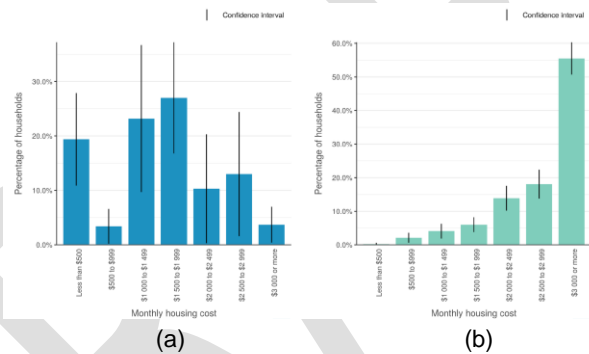 Confidence interval
Percentage of households
30.0%
20.0%
10.0%
0.0%
Less than $500
$500 to $999
$1 000 to $1 499
$1 500 to $1 999
$2 000 to $2 499
$2 500 to $2 999
$3 000 or more
Monthly housing cost
(a)
Confidence interval
Percentage of households
60.0%
50.0%
40.0%
30.0%
20.0%
10.0%
0.0%
Less than $500
$500 to $999
$1 000 to $1 499
$1 500 to $1 999
$2 000 to $2 499
$2 500 to $2 999
$3 000 or more
Monthly housing cost
(b)